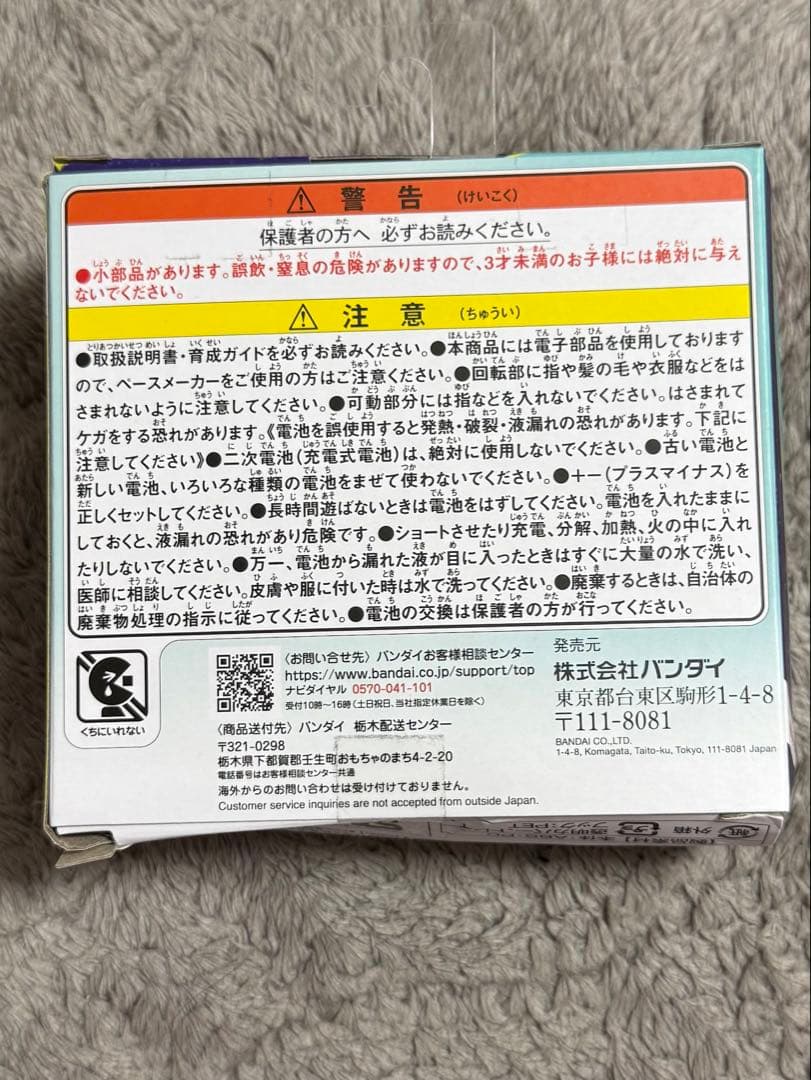 警告 (けいこく)
保護者の方へ 必ずお読みください。
●小部品があります。誤飲・窒息の危険がありますので、3才未満のお子様には絶対に与え
ないでください。
注意 (ちゅうい)
●取扱説明書・育成ガイドを必ずお読みください。●本商品には電子部品を使用しております
ので、ペースメーカーをご使用の方はご注意ください。●回転部に指や髪の毛や衣服などをは
さまれないように注意してください。●可動部分には指などを入れないでください。はさまれて
ケガをする恐れがあります。《電池を誤使用すると発熱・破裂・液漏れの恐れがあります。下記に
注意してください》●二次電池(充電式電池)は、絶対に使用しないでください。●古い電池と
新しい電池、いろいろな種類の電池をまぜて使わないでください。●+-(プラスマイナス)を
正しくセットしてください。●長時間遊ばないときは電池をはずしてください。電池を入れたままに
しておくと、液漏れの恐れがあり危険です。●ショートさせたり充電、分解、加熱、火の中に入れ
たりしないでください。●万一、電池から漏れた液が目に入ったときはすぐに大量の水で洗い、
医師に相談してください。皮膚や服に付いた時は水で洗ってください。●廃棄するときは、自治体の
廃棄物処理の指示に従ってください。●電池の交換は保護者の方が行ってください。
くちにいれない
〈お問い合せ先〉バンダイお客様相談センター
https://www.bandai.co.jp/support/top
ナビダイヤル 0570-041-101
受付10時〜16時(土日祝日、当社指定休業日を除く)
〈商品送付先〉バンダイ 栃木配送センター
〒321-0298
栃木県下都賀郡壬生町おもちゃのまち4-2-20
電話番号はお客様相談センター共通
海外からのお問い合わせは受け付けておりません。
Customer service inquiries are not accepted from outside Japan.
発売元
株式会社バンダイ
東京都台東区駒形1-4-8
〒111-8081
BANDAI CO.,LTD.
1-4-8, Komagata, Taito-ku, Tokyo, 111-8081 Japan
紙
外箱